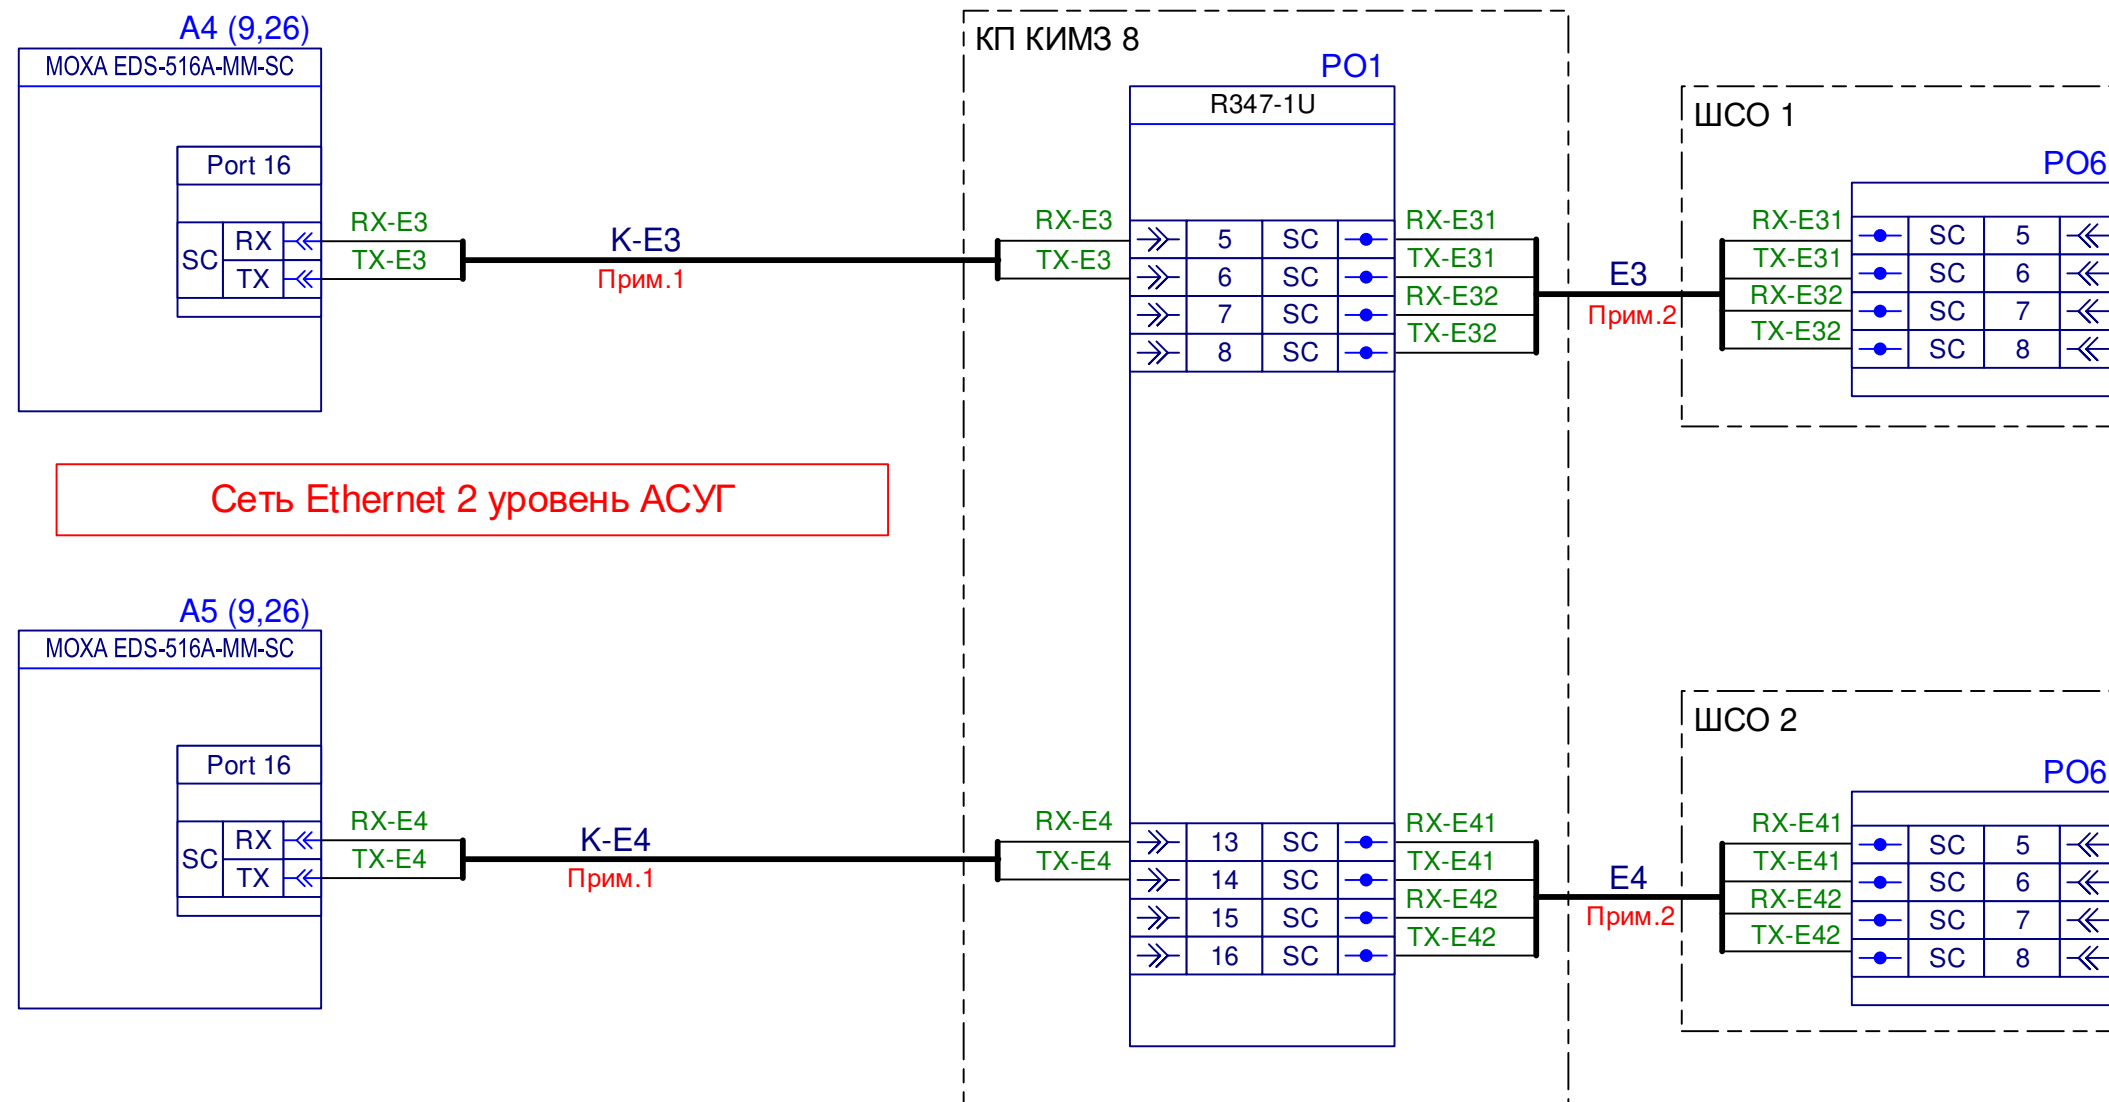 A4 (9,26)
MOXA EDS-516A-MM-SC
Port 16
SC
RX
TX
RX-E3
TX-E3
K-E3
Прим.1
КП КИМЗ 8
PO1
R347-1U
RX-E3
TX-E3
5 SC
6 SC
7 SC
8 SC
RX-E31
TX-E31
RX-E32
TX-E32
E3
Прим.2
ШСО 1
PO6
RX-E31
TX-E31
RX-E32
TX-E32
SC 5
SC 6
SC 7
SC 8
Сеть Ethernet 2 уровень АСУГ
A5 (9,26)
MOXA EDS-516A-MM-SC
Port 16
SC
RX
TX
RX-E4
TX-E4
K-E4
Прим.1
RX-E4
TX-E4
13 SC
14 SC
15 SC
16 SC
RX-E41
TX-E41
RX-E42
TX-E42
E4
Прим.2
ШСО 2
PO6
RX-E41
TX-E41
RX-E42
TX-E42
SC 5
SC 6
SC 7
SC 8